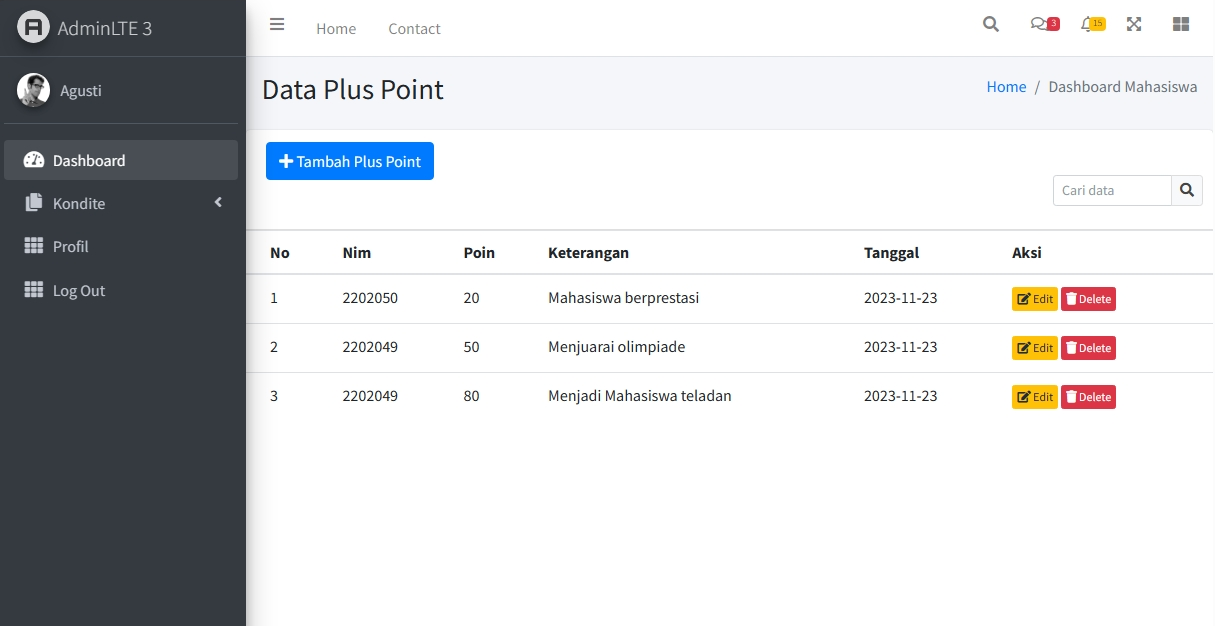 AdminLTE 3
Home Contact
3
15
Agusti
Data Plus Point
Home / Dashboard Mahasiswa
Dashboard
Kondite
Profil
Log Out
Tambah Plus Point
Cari data
No Nim Poin Keterangan Tanggal Aksi
1 2202050 20 Mahasiswa berprestasi 2023-11-23 Edit Delete
2 2202049 50 Menjuarai olimpiade 2023-11-23 Edit Delete
3 2202049 80 Menjadi Mahasiswa teladan 2023-11-23 Edit Delete